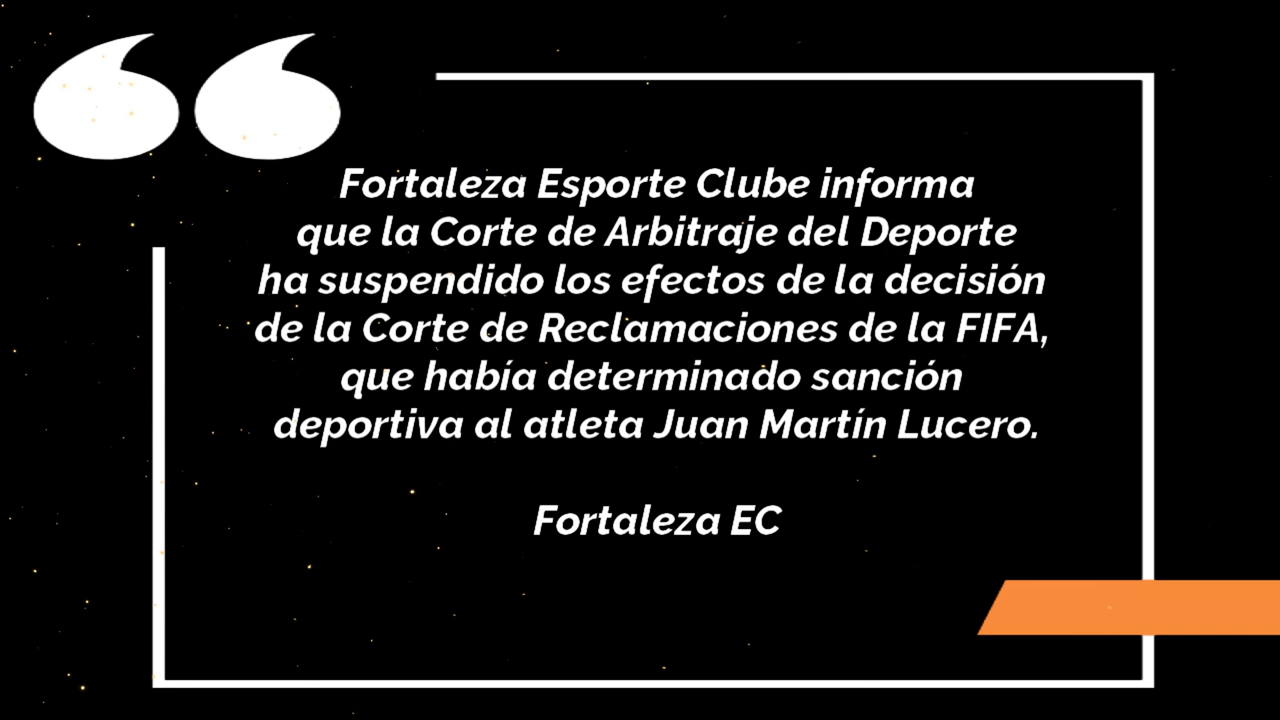 Fortaleza Esporte Clube informa
que la Corte de Arbitraje del Deporte
ha suspendido los efectos de la decisión
de la Corte de Reclamaciones de la FIFA,
que había determinado sanción
deportiva al atleta Juan Martín Lucero.
Fortaleza EC